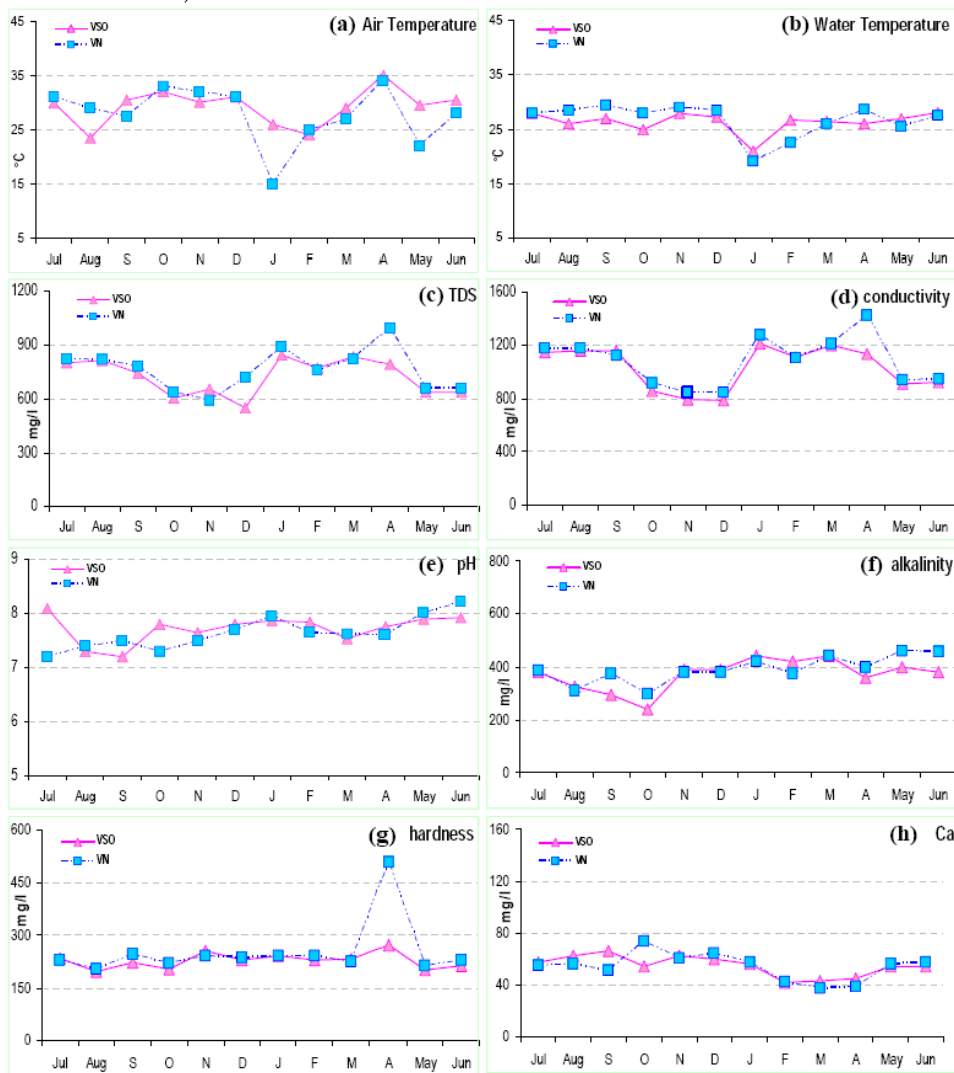 (a) Air Temperature
VSO
VN
45
35
25
15
5
°C
Jul Aug S O N D J F M A May Jun
(b) Water Temperature
VSO
VN
45
35
25
15
5
°C
Jul Aug S O N D J F M A May Jun
(c) TDS
VSO
VN
1200
900
600
300
0
mg/l
Jul Aug S O N D J F M A May Jun
(d) conductivity
VSO
VN
1600
1200
800
400
0
mg/l
Jul Aug S O N D J F M A May Jun
(e) pH
VSO
VN
9
8
7
6
5
Jul Aug S O N D J F M A May Jun
(f) alkalinity
VSO
VN
800
600
400
200
0
mg/l
Jul Aug S O N D J F M A May Jun
(g) hardness
VSO
VN
600
450
300
150
0
mg/l
Jul Aug S O N D J F M A May Jun
(h) Ca
VSO
VN
160
120
80
40
0
mg/l
Jul Aug S O N D J F M A May Jun